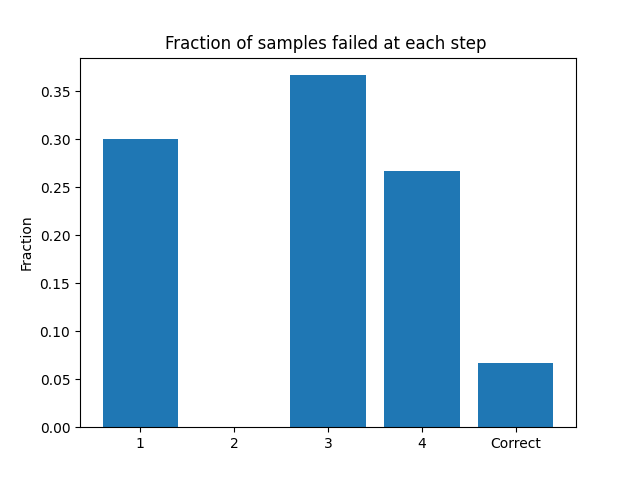 Fraction of samples failed at each step
Fraction
0.35
0.30
0.25
0.20
0.15
0.10
0.05
0.00
1 2 3 4 Correct